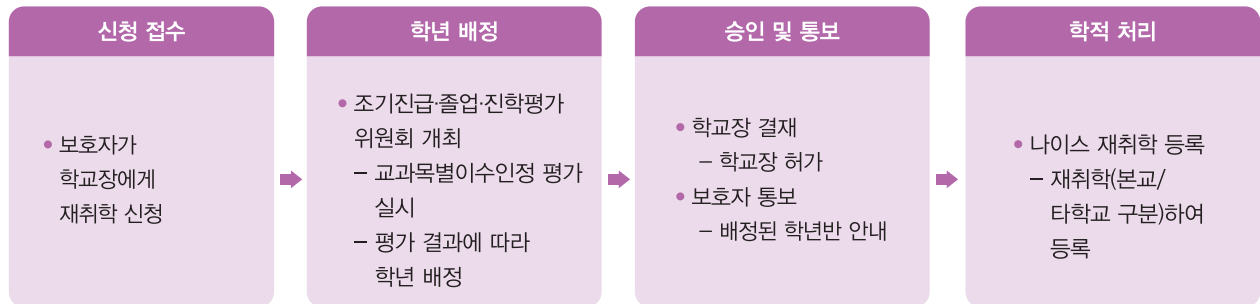 신청 접수
• 보호자가
학교장에게
재취학 신청
학년 배정
• 조기진급·졸업·진학평가
위원회 개최
– 교과목별이수인정 평가
실시
– 평가 결과에 따라
학년 배정
승인 및 통보
• 학교장 결재
– 학교장 허가
• 보호자 통보
– 배정된 학년반 안내
학적 처리
• 나이스 재취학 등록
– 재취학(본교/
타학교 구분)하여
등록